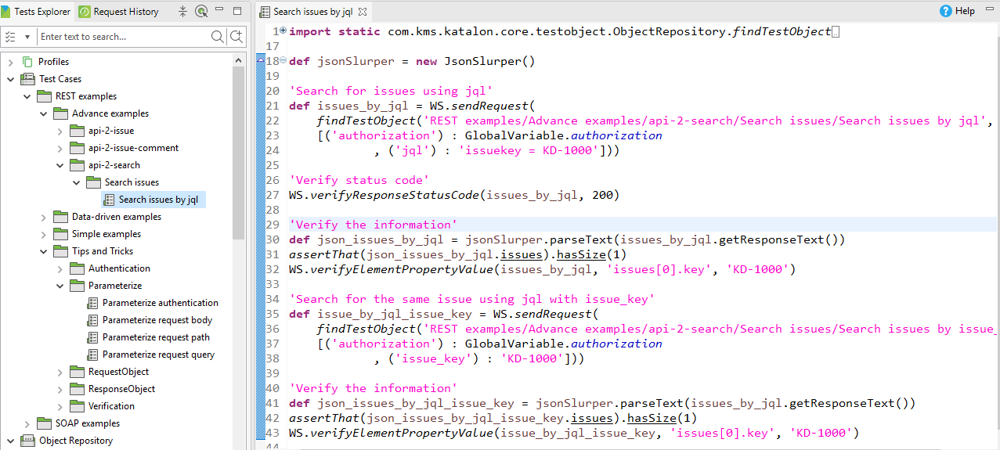 Tests Explorer
Request History
Enter text to search...
Profiles
Test Cases
REST examples
Advance examples
api-2-issue
api-2-issue-comment
api-2-search
Search issues
Search issues by jql
Data-driven examples
Simple examples
Tips and Tricks
Authentication
Parameterize
Parameterize authentication
Parameterize request body
Parameterize request path
Parameterize request query
RequestObject
ResponseObject
Verification
SOAP examples
Object Repository
Search issues by jql
Help
1 import static com.kms.katalon.core.testobject.ObjectRepository.findTestObject
17
18 def jsonSlurper = new JsonSlurper()
19
20 'Search for issues using jql'
21 def issues_by_jql = WS.sendRequest(
22 findTestObject('REST examples/Advance examples/api-2-search/Search issues/Search issues by jql',
23 [('authorization') : GlobalVariable.authorization
24 , ('jql') : 'issuekey = KD-1000']))
25
26 'Verify status code'
27 WS.verifyResponseStatusCode(issues_by_jql, 200)
28
29 'Verify the information'
30 def json_issues_by_jql = jsonSlurper.parseText(issues_by_jql.getResponseText())
31 assertThat(json_issues_by_jql.issues).hasSize(1)
32 WS.verifyElementPropertyValue(issues_by_jql, 'issues[0].key', 'KD-1000')
33
34 'Search for the same issue using jql with issue_key'
35 def issue_by_jql_issue_key = WS.sendRequest(
36 findTestObject('REST examples/Advance examples/api-2-search/Search issues/Search issues by issue_
37 [('authorization') : GlobalVariable.authorization
38 , ('issue_key') : 'KD-1000']))
39
40 'Verify the information'
41 def json_issues_by_jql_issue_key = jsonSlurper.parseText(issues_by_jql.getResponseText())
42 assertThat(json_issues_by_jql_issue_key.issues).hasSize(1)
43 WS.verifyElementPropertyValue(issue_by_jql_issue_key, 'issues[0].key', 'KD-1000')
44